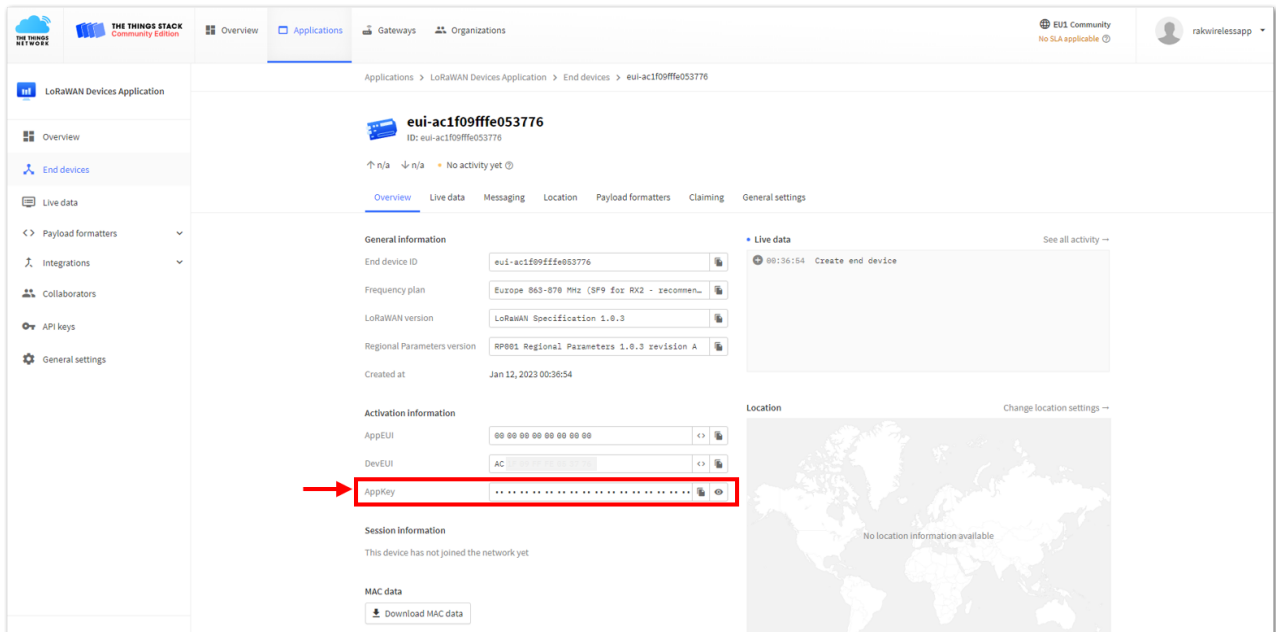 THE THINGS NETWORK
THE THINGS STACK
Community Edition
Overview
Applications
Gateways
Organizations
EU1 Community
No SLA applicable
rakwirelessapp
LoRaWAN Devices Application
Overview
End devices
Live data
Payload formatters
Integrations
Collaborators
API keys
General settings
Applications > LoRaWAN Devices Application > End devices > eui-ac1f09fffe053776
eui-ac1f09fffe053776
ID: eui-ac1f09fffe053776
↑ n/a ↓ n/a • No activity yet
Overview Live data Messaging Location Payload formatters Claiming General settings
General information
End device ID eui-ac1f09fffe053776
Frequency plan Europe 863-870 MHz (SF9 for RX2 - recommen…
LoRaWAN version LoRaWAN Specification 1.0.3
Regional Parameters version RP001 Regional Parameters 1.0.3 revision A
Created at Jan 12, 2023 00:36:54
Activation information
AppEUI 00 00 00 00 00 00 00 00
DevEUI AC
AppKey •• •• •• •• •• •• •• •• •• •• •• •• •• •• •• ••
Session information
This device has not joined the network yet
MAC data
Download MAC data
Live data
See all activity →
00:36:54 Create end device
Location
Change location settings →
No location information available